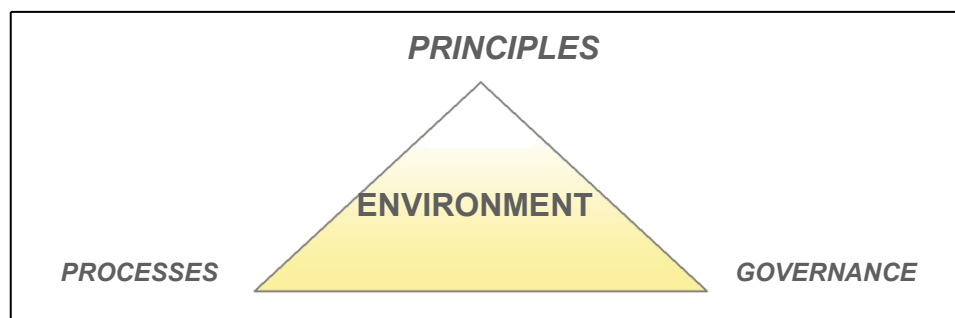 PRINCIPLES
ENVIRONMENT
PROCESSES
GOVERNANCE